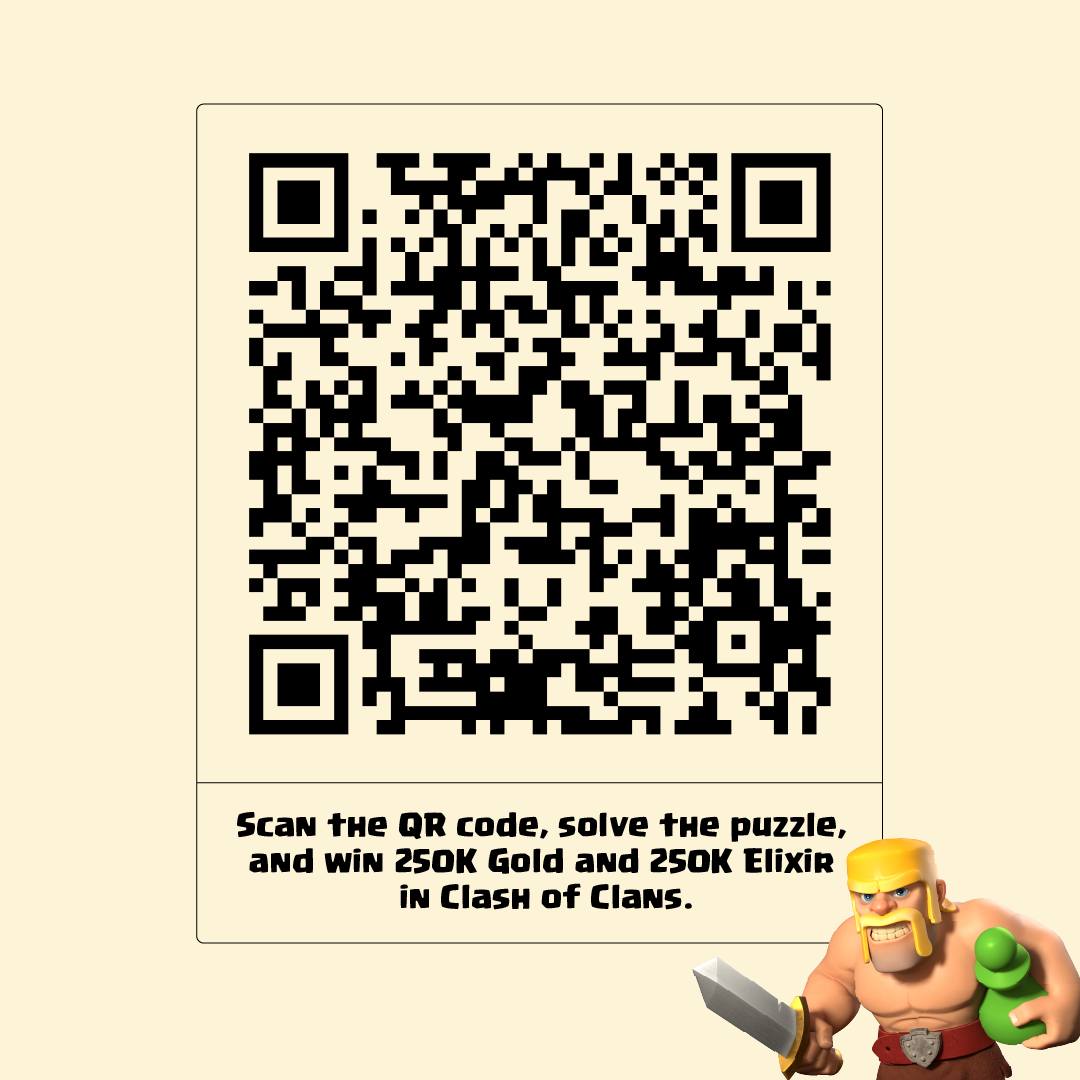 Scan the QR code, solve the puzzle,
and win 250K Gold and 250K Elixir
in Clash of Clans.